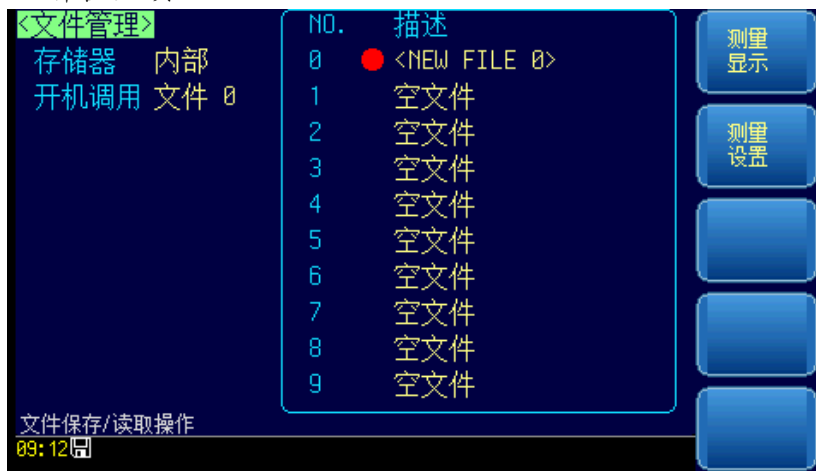 <文件管理>
存储器 内部
开机调用 文件 0
NO. 描述
0 <NEW FILE 0>
1 空文件
2 空文件
3 空文件
4 空文件
5 空文件
6 空文件
7 空文件
8 空文件
9 空文件
测量
显示
测量
设置
文件保存/读取操作
09:12